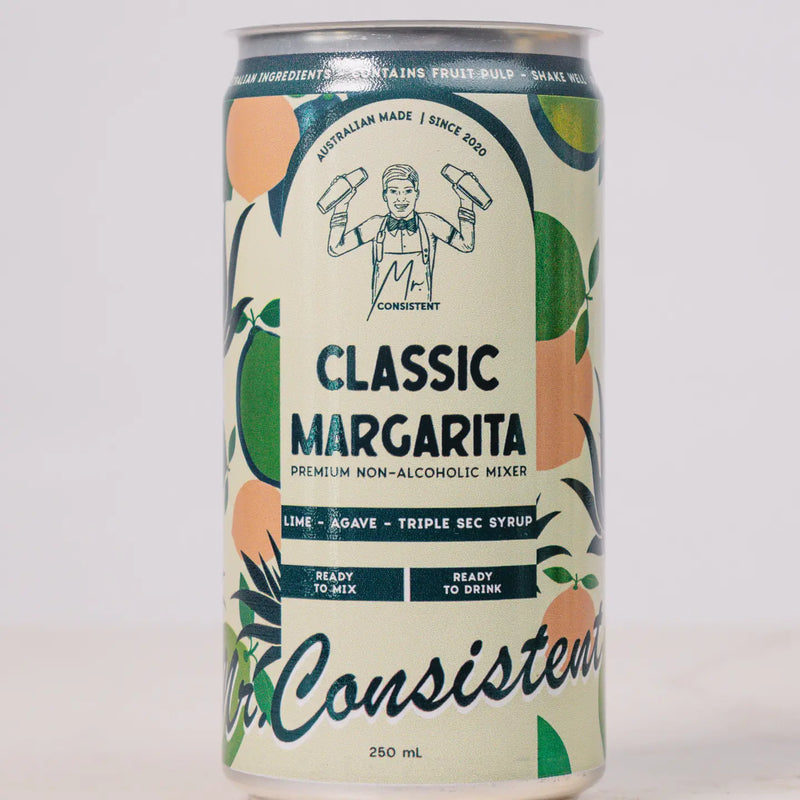 INGREDIENTS - CONTAINS FRUIT PULP - SHAKE WELL
AUSTRALIAN MADE | SINCE 2020
Mr.
CONSISTENT
CLASSIC
MARGARITA
PREMIUM NON-ALCOHOLIC MIXER
LIME - AGAVE - TRIPLE SEC SYRUP
READY
TO MIX
READY
TO DRINK
Mr. Consistent
250 mL